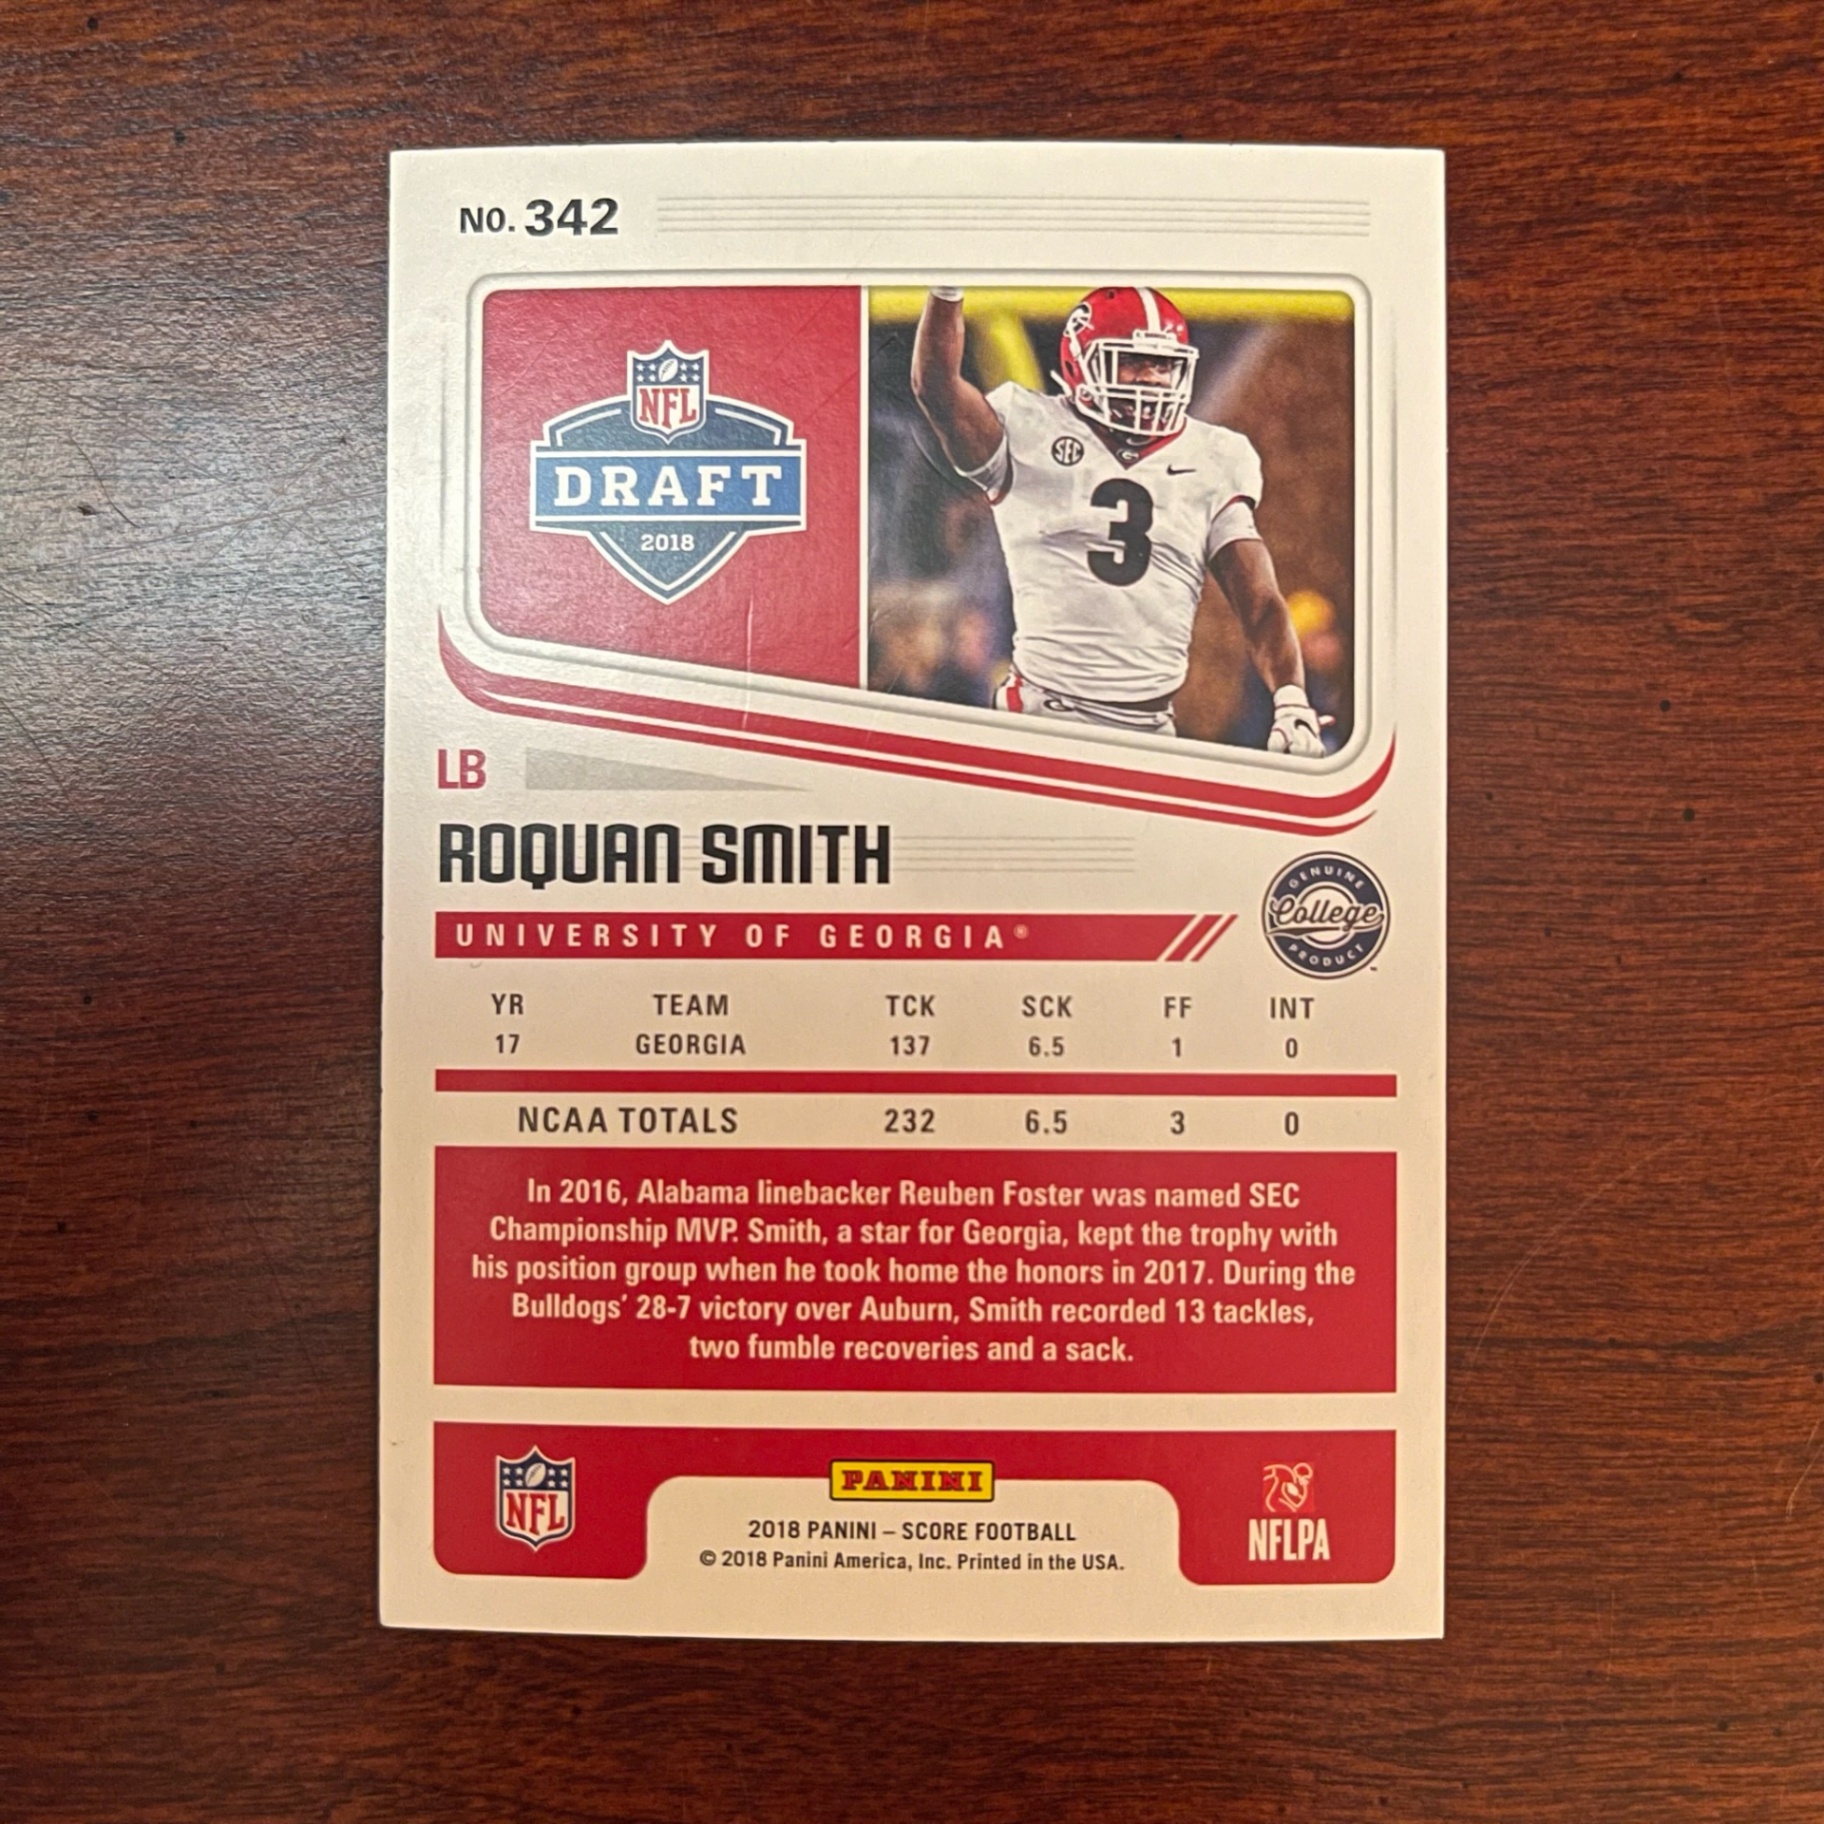 NO. 342
NFL
DRAFT
2018
SEC
G
3
LB
ROQUAN SMITH
UNIVERSITY OF GEORGIA®
GENUINE
College
PRODUCT
™
YR TEAM TCK SCK FF INT
17 GEORGIA 137 6.5 1 0
NCAA TOTALS 232 6.5 3 0
In 2016, Alabama linebacker Reuben Foster was named SEC
Championship MVP. Smith, a star for Georgia, kept the trophy with
his position group when he took home the honors in 2017. During the
Bulldogs' 28-7 victory over Auburn, Smith recorded 13 tackles,
two fumble recoveries and a sack.
NFL
PANINI
NFLPA
2018 PANINI – SCORE FOOTBALL
© 2018 Panini America, Inc. Printed in the USA.